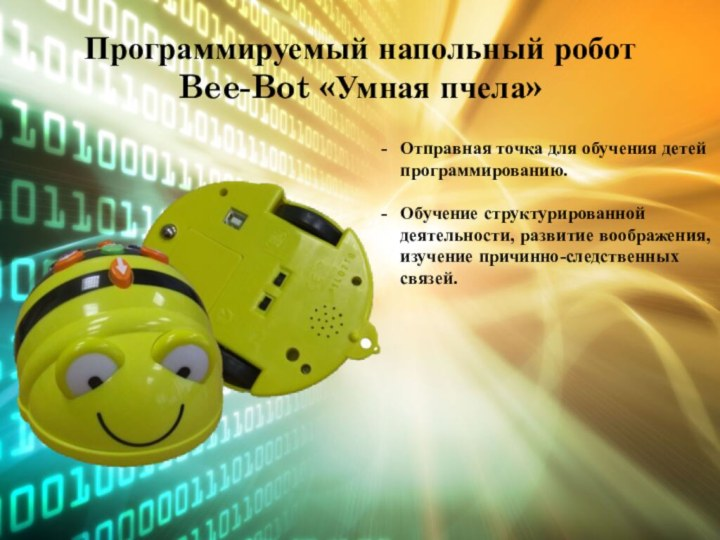 Программируемый напольный робот
Bee-Bot «Умная пчела»
- Отправная точка для обучения детей
программированию.
- Обучение структурированной
деятельности, развитие воображения,
изучение причинно-следственных
связей.